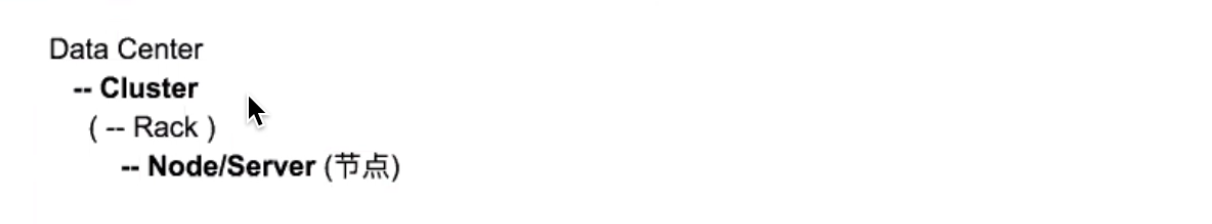 Data Center
-- Cluster
( -- Rack )
-- Node/Server (节点)